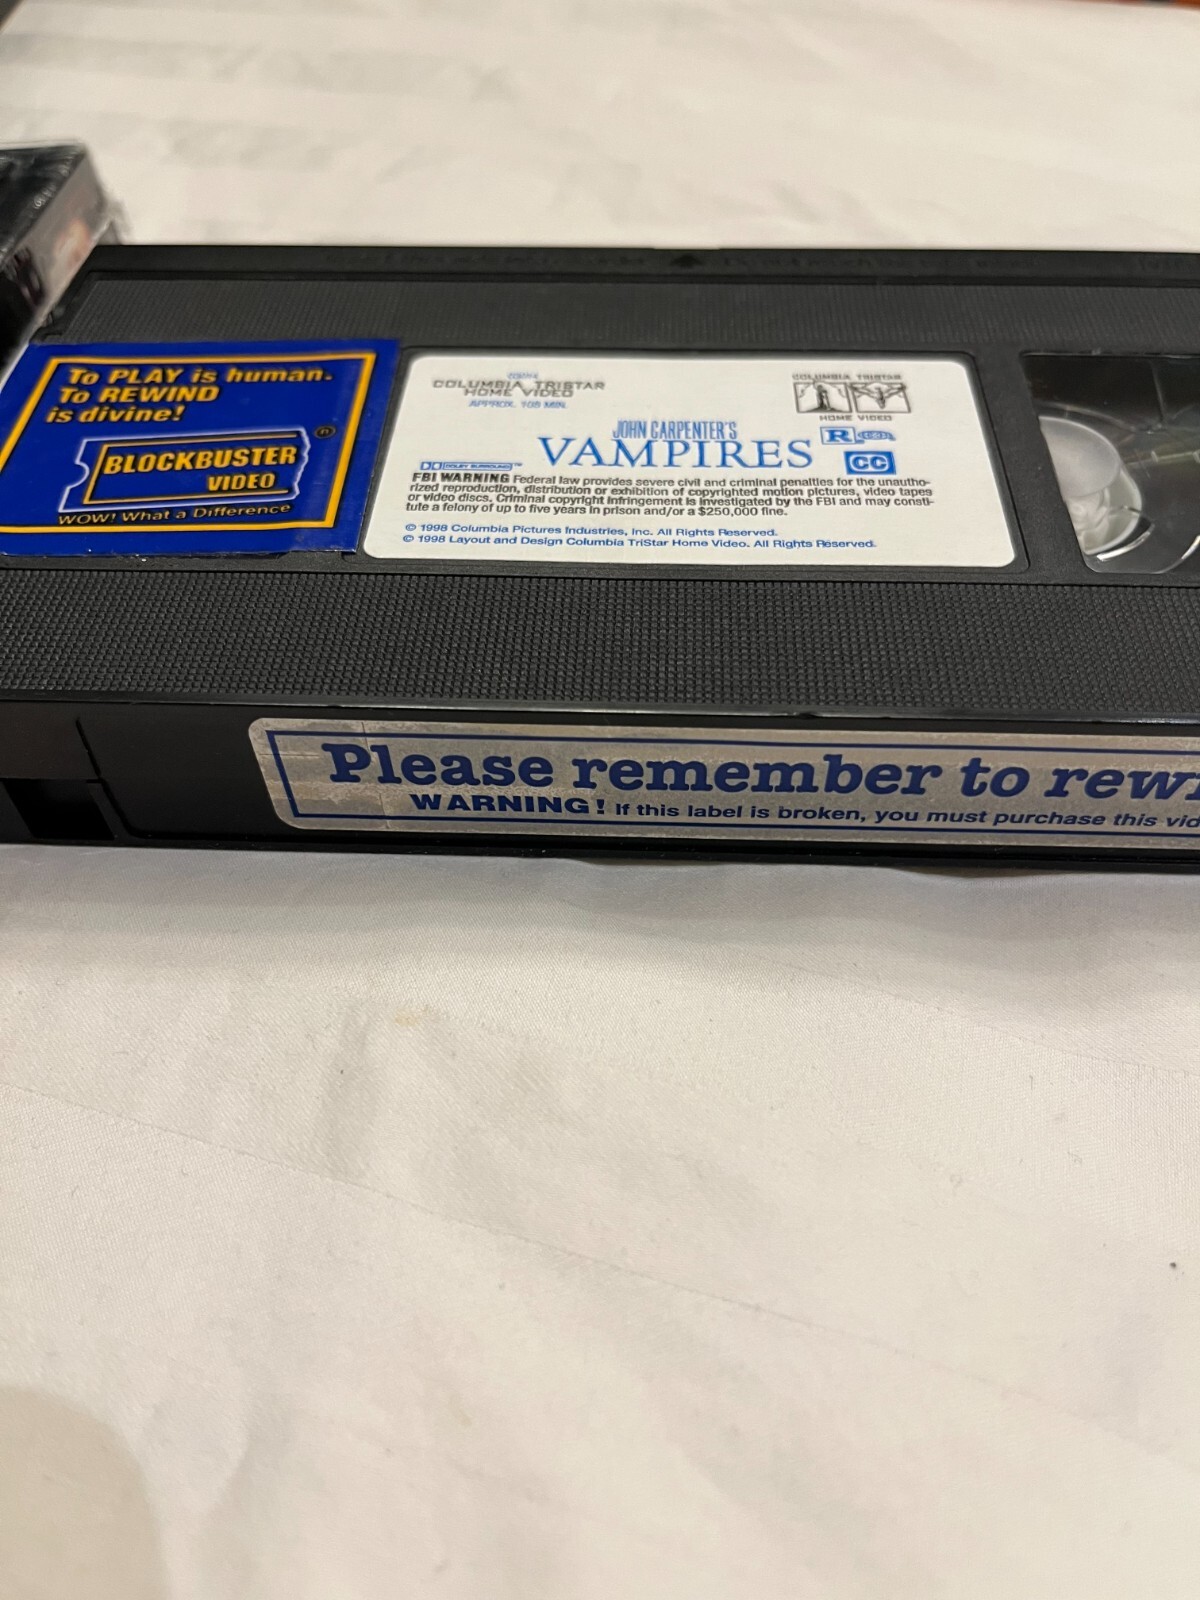 To PLAY is human.
To REWIND
is divine!
BLOCKBUSTER
VIDEO
WOW! What a Difference
COLUMBIA TRISTAR
HOME VIDEO
APPROX. 108 MIN.
COLUMBIA TRISTAR
HOME VIDEO
JOHN CARPENTER'S
VAMPIRES
R
CC
DOLBY SURROUND
FBI WARNING Federal law provides severe civil and criminal penalties for the unautho-
rized reproduction, distribution or exhibition of copyrighted motion pictures, video tapes
or video discs. Criminal copyright infringement is investigated by the FBI and may consti-
tute a felony of up to five years in prison and/or a $250,000 fine.
© 1998 Columbia Pictures Industries, Inc. All Rights Reserved.
© 1998 Layout and Design Columbia TriStar Home Video. All Rights Reserved.
Please remember to rewi
WARNING! If this label is broken, you must purchase this vid